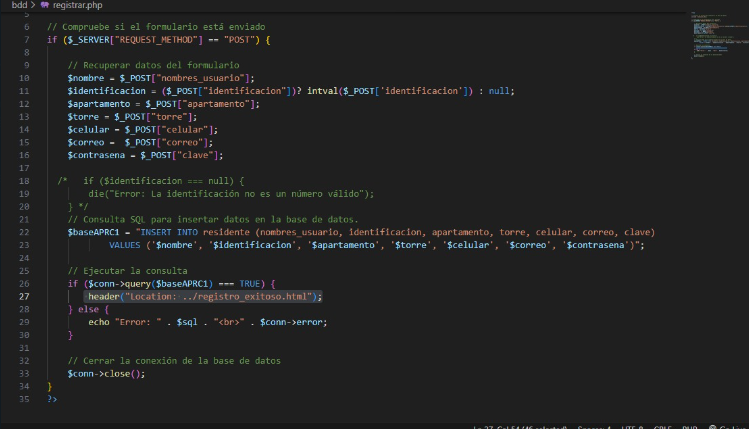 bdd > registrar.php
5
6 // Compruebe si el formulario está enviado
7 if ($_SERVER["REQUEST_METHOD"] == "POST") {
8
9 // Recuperar datos del formulario
10 $nombre = $_POST["nombres_usuario"];
11 $identificacion = ($_POST["identificacion"])? intval($_POST['identificacion']) : null;
12 $apartamento = $_POST["apartamento"];
13 $torre = $_POST["torre"];
14 $celular = $_POST["celular"];
15 $correo =  $_POST["correo"];
16 $contrasena = $_POST["clave"];
17
18 /*   if ($identificacion === null) {
19 die("Error: La identificación no es un número válido");
20 } */
21 // Consulta SQL para insertar datos en la base de datos.
22 $baseAPRC1 = "INSERT INTO residente (nombres_usuario, identificacion, apartamento, torre, celular, correo, clave)
23 VALUES ('$nombre', '$identificacion', '$apartamento', '$torre', '$celular', '$correo', '$contrasena')";
24
25 // Ejecutar la consulta
26 if ($conn->query($baseAPRC1) === TRUE) {
27 header("Location: ../registro_exitoso.html");
28 } else {
29 echo "Error: " . $sql . "<br>" . $conn->error;
30 }
31
32 // Cerrar la conexión de la base de datos
33 $conn->close();
34 }
35 ?>